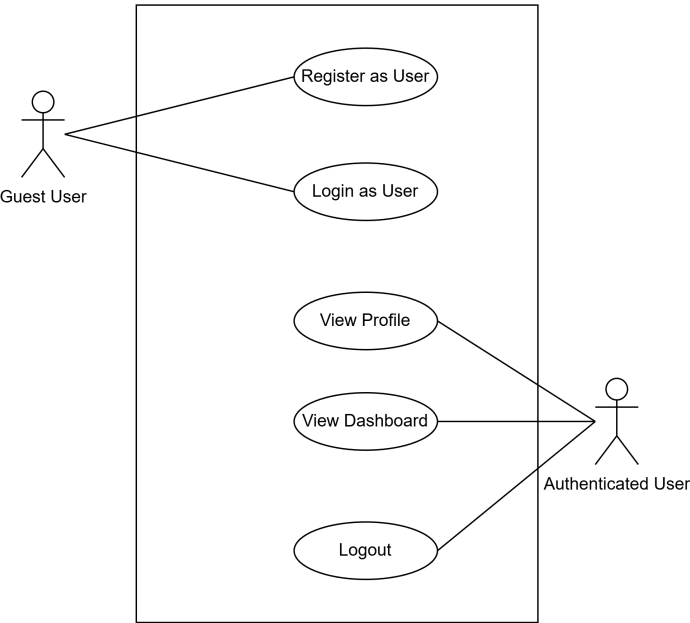 Register as User
Guest User
Login as User
View Profile
View Dashboard
Authenticated User
Logout